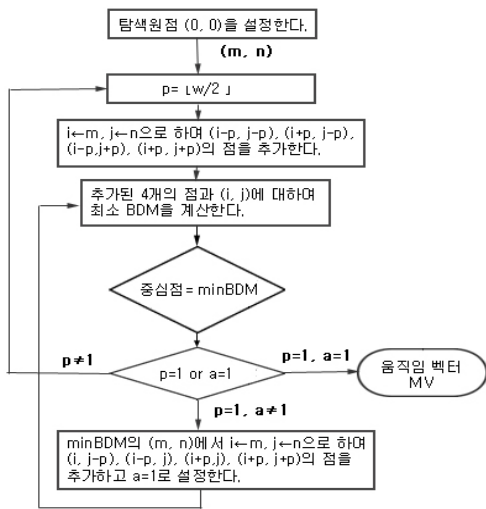 탐색원점 (0, 0)을 설정한다.
(m, n)
p= ⌊w/2 ⌋
i←m, j←n으로 하며 (i-p, j-p), (i+p, j-p),
(i-p,j+p), (i+p, j+p)의 점을 추가한다.
추가된 4개의 점과 (i, j)에 대하여
최소 BDM을 계산한다.
중심점=minBDM
p≠1
p=1 or a=1
p=1, a=1
움직임 벡터
MV
p=1, a≠1
minBDM의 (m, n)에서 i←m, j←n으로 하며
(i, j-p), (i-p, j), (i+p,j), (i+p, j+p)의 점을
추가하고 a=1로 설정한다.